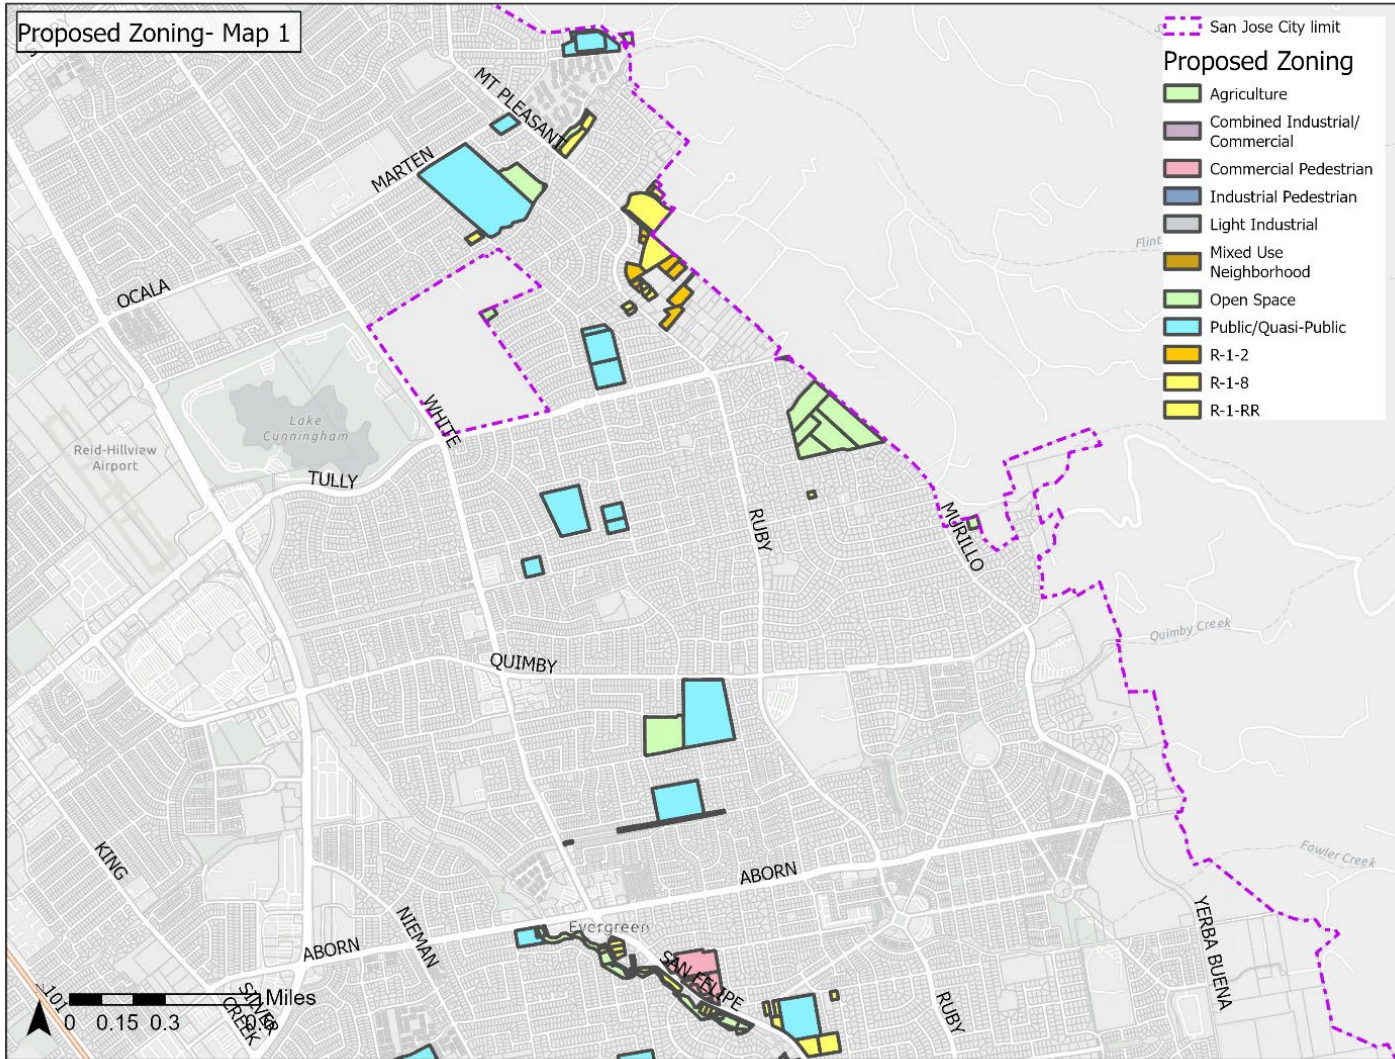 Proposed Zoning- Map 1
San Jose City limit
Proposed Zoning
Agriculture
Combined Industrial/
Commercial
Commercial Pedestrian
Industrial Pedestrian
Light Industrial
Mixed Use
Neighborhood
Open Space
Public/Quasi-Public
R-1-2
R-1-8
R-1-RR
MT PLEASANT
MARTEN
OCALA
Flint
Lake
Cunningham
WHITE
Reid-Hillview
Airport
TULLY
RUBY
MURILLO
Quimby Creek
QUIMBY
KING
ABORN
Fowler Creek
NIEMAN
Evergreen
ABORN
SAN FELIPE
YERBA BUENA
RUBY
101
SILVER
CREEK
Miles
0 0.15 0.3